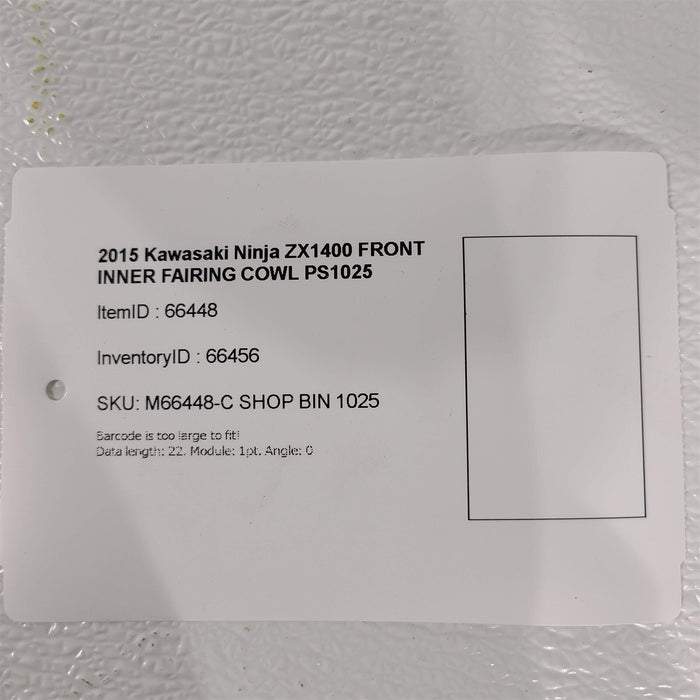 2015 Kawasaki Ninja ZX1400 FRONT
INNER FAIRING COWL PS1025
ItemID : 66448
InventoryID : 66456
SKU: M66448-C SHOP BIN 1025
Barcode is too large to fit!
Data length: 22. Module: 1pt. Angle: 0